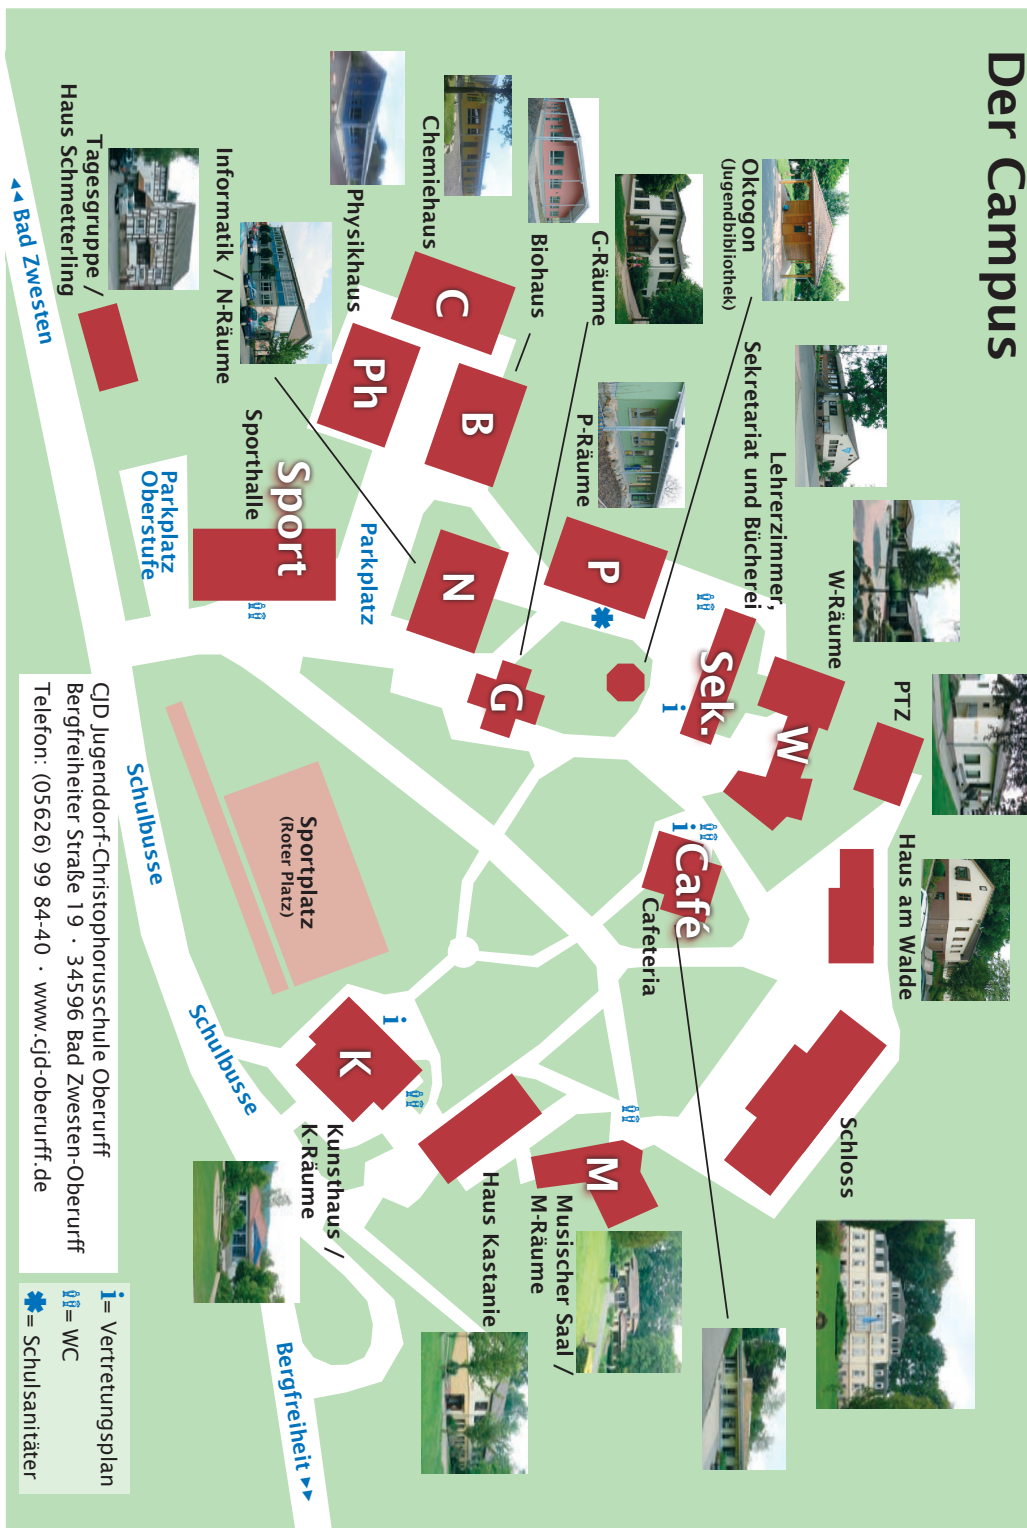 Der Campus
Oktogon
(Jugendbibliothek)
Sekretariat und Bücherei
Lehrerzimmer,
W-Räume
PTZ
Haus am Walde
Schloss
G-Räume
Biohaus
P-Räume
Chemiehaus
Physikhaus
Informatik / N-Räume
Tagesgruppe /
Haus Schmetterling
Sporthalle
C
Ph
B
Sport
N
P
G
Sek.
i
W
i
Café
Cafeteria
Parkplatz
Parkplatz
Oberstufe
◄◄ Bad Zwesten
Sportplatz
(Roter Platz)
i
K
M
Musischer Saal /
M-Räume
Haus Kastanie
Kunsthaus /
K-Räume
Schulbusse
Schulbusse
Bergfreiheit ►►
CJD Jugenddorf-Christophorusschule Oberurff
Bergfreiheiter Straße 19 · 34596 Bad Zwesten-Oberurff
Telefon: (05626) 99 84-40 · www.cjd-oberurff.de
i = Vertretungsplan
= WC
✱ = Schulsanitäter